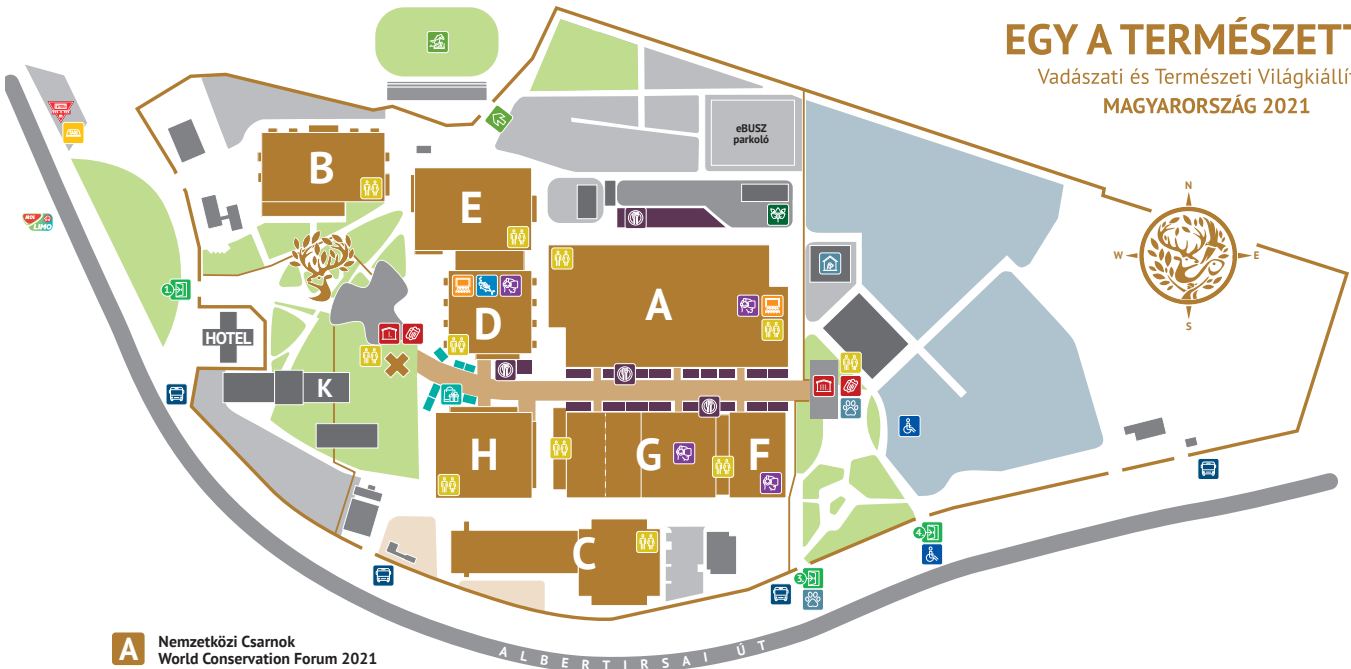 EGY A TERMÉSZETT
Vadászati és Természeti Világkiállít
MAGYARORSZÁG 2021
eBUSZ
parkoló
N
W
E
S
B
E
A
D
LIMO
1.
HOTEL
K
H
G
F
C
4.
3.
ALBERTIRSAI ÚT
A
Nemzetközi Csarnok
World Conservation Forum 2021